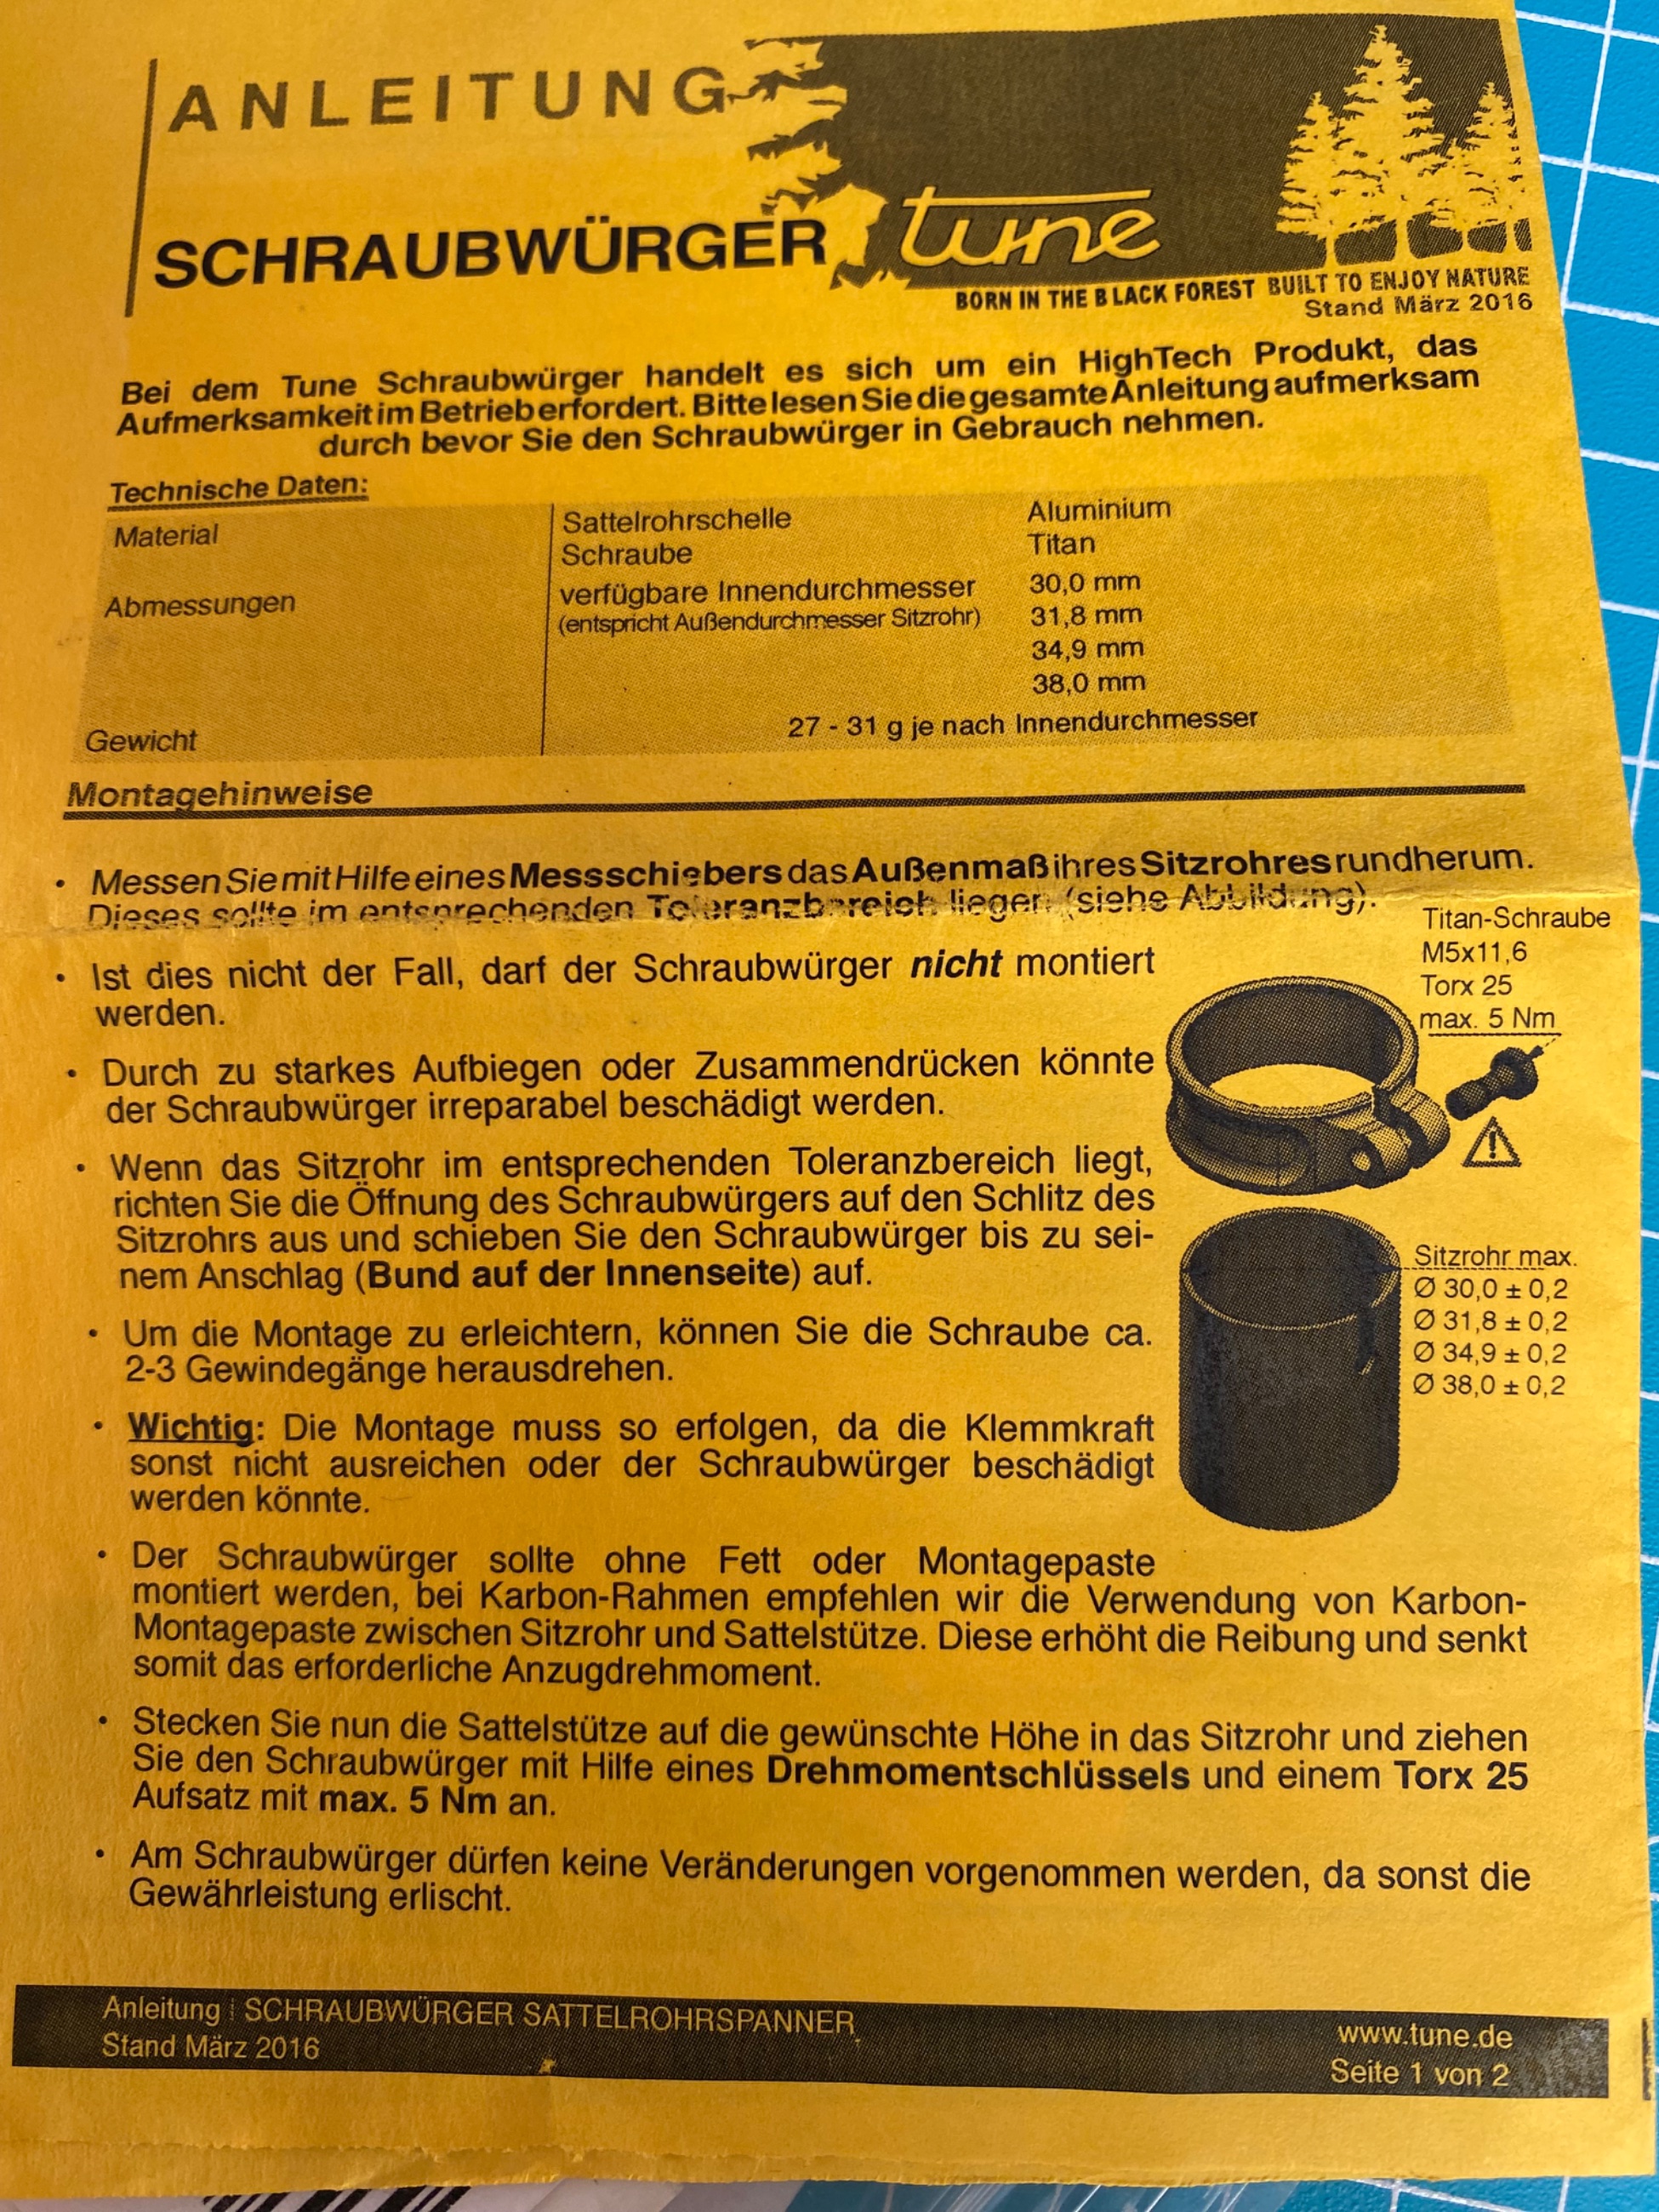 ANLEITUNG
SCHRAUBWÜRGER
tune
BORN IN THE BLACK FOREST BUILT TO ENJOY NATURE
Stand März 2016
Bei dem Tune Schraubwürger handelt es sich um ein HighTech Produkt, das
Aufmerksamkeit im Betrieb erfordert. Bitte lesen Sie die gesamte Anleitung aufmerksam
durch bevor Sie den Schraubwürger in Gebrauch nehmen.
Technische Daten:
Material Sattelrohrschelle Aluminium
Schraube Titan
Abmessungen verfügbare Innendurchmesser 30,0 mm
(entspricht Außendurchmesser Sitzrohr) 31,8 mm
34,9 mm
38,0 mm
Gewicht 27 - 31 g je nach Innendurchmesser
Montagehinweise
• Messen Sie mit Hilfe eines Messschiebers das Außenmaß ihres Sitzrohres rundherum.
Dieses sollte im entsprechenden Toleranzbereich liegen (siehe Abbildung).
• Ist dies nicht der Fall, darf der Schraubwürger nicht montiert
werden.
• Durch zu starkes Aufbiegen oder Zusammendrücken könnte
der Schraubwürger irreparabel beschädigt werden.
• Wenn das Sitzrohr im entsprechenden Toleranzbereich liegt,
richten Sie die Öffnung des Schraubwürgers auf den Schlitz des
Sitzrohrs aus und schieben Sie den Schraubwürger bis zu sei-
nem Anschlag (Bund auf der Innenseite) auf.
• Um die Montage zu erleichtern, können Sie die Schraube ca.
2-3 Gewindegänge herausdrehen.
• Wichtig: Die Montage muss so erfolgen, da die Klemmkraft
sonst nicht ausreichen oder der Schraubwürger beschädigt
werden könnte.
Titan-Schraube
M5x11,6
Torx 25
max. 5 Nm
Sitzrohr max.
Ø 30,0 ± 0,2
Ø 31,8 ± 0,2
Ø 34,9 ± 0,2
Ø 38,0 ± 0,2
• Der Schraubwürger sollte ohne Fett oder Montagepaste
montiert werden, bei Karbon-Rahmen empfehlen wir die Verwendung von Karbon-
Montagepaste zwischen Sitzrohr und Sattelstütze. Diese erhöht die Reibung und senkt
somit das erforderliche Anzugdrehmoment.
• Stecken Sie nun die Sattelstütze auf die gewünschte Höhe in das Sitzrohr und ziehen
Sie den Schraubwürger mit Hilfe eines Drehmomentschlüssels und einem Torx 25
Aufsatz mit max. 5 Nm an.
• Am Schraubwürger dürfen keine Veränderungen vorgenommen werden, da sonst die
Gewährleistung erlischt.
Anleitung | SCHRAUBWÜRGER SATTELROHRSPANNER
Stand März 2016
www.tune.de
Seite 1 von 2